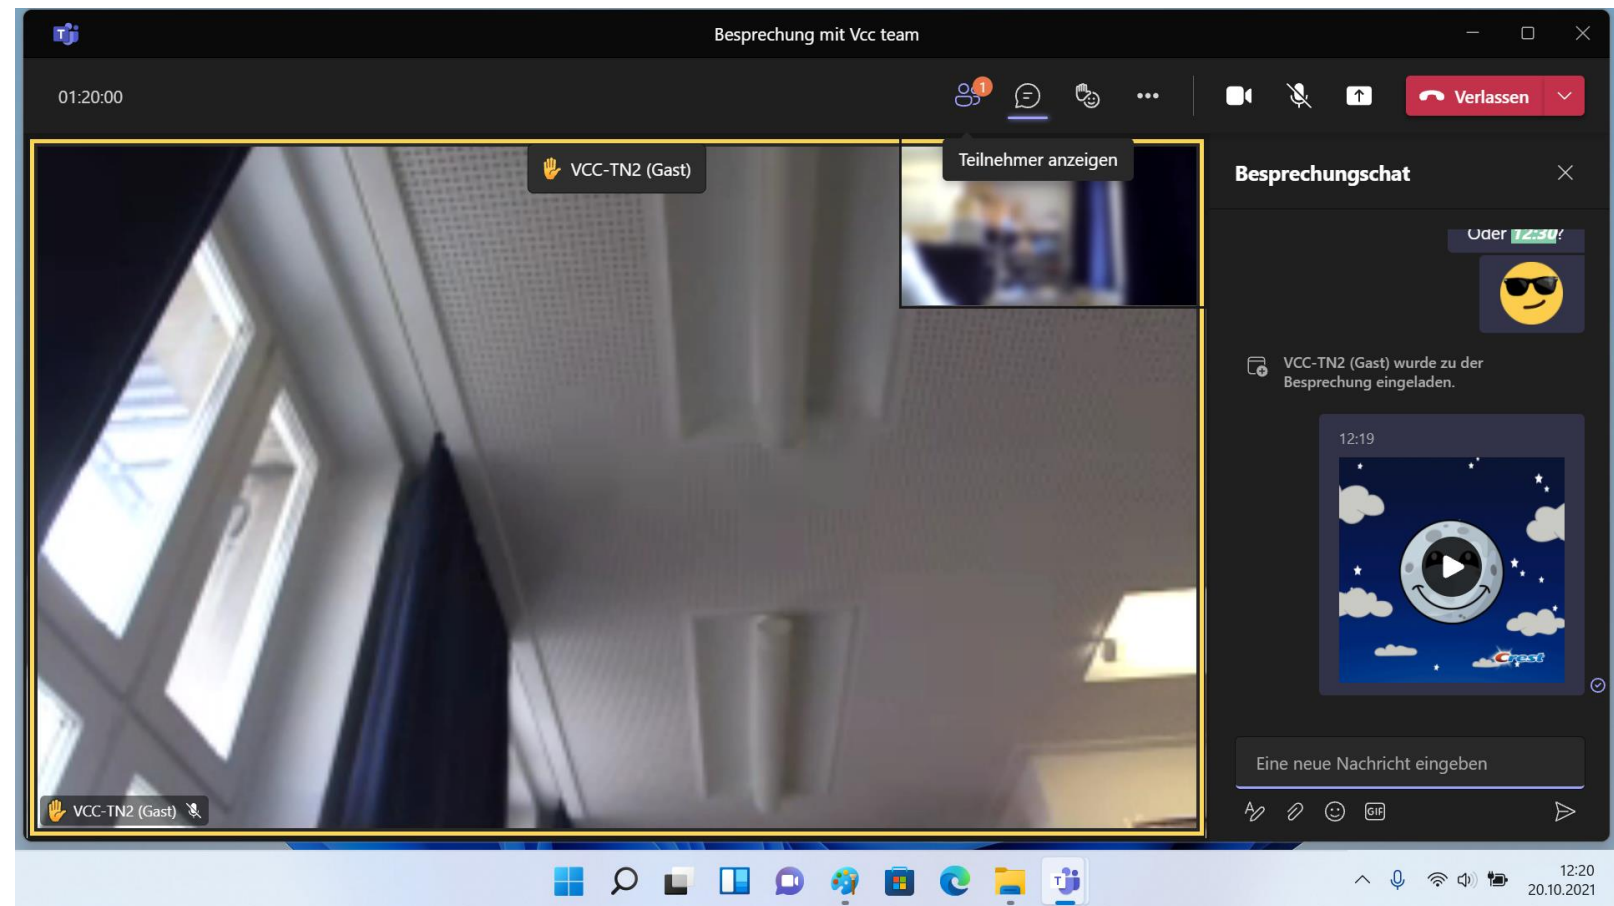 Besprechung mit Vcc team
01:20:00
1
Verlassen
Teilnehmer anzeigen
VCC-TN2 (Gast)
Besprechungschat
Oder 12:30?
VCC-TN2 (Gast) wurde zu der
Besprechung eingeladen.
12:19
Crest
Eine neue Nachricht eingeben
GIF
VCC-TN2 (Gast)
12:20
20.10.2021